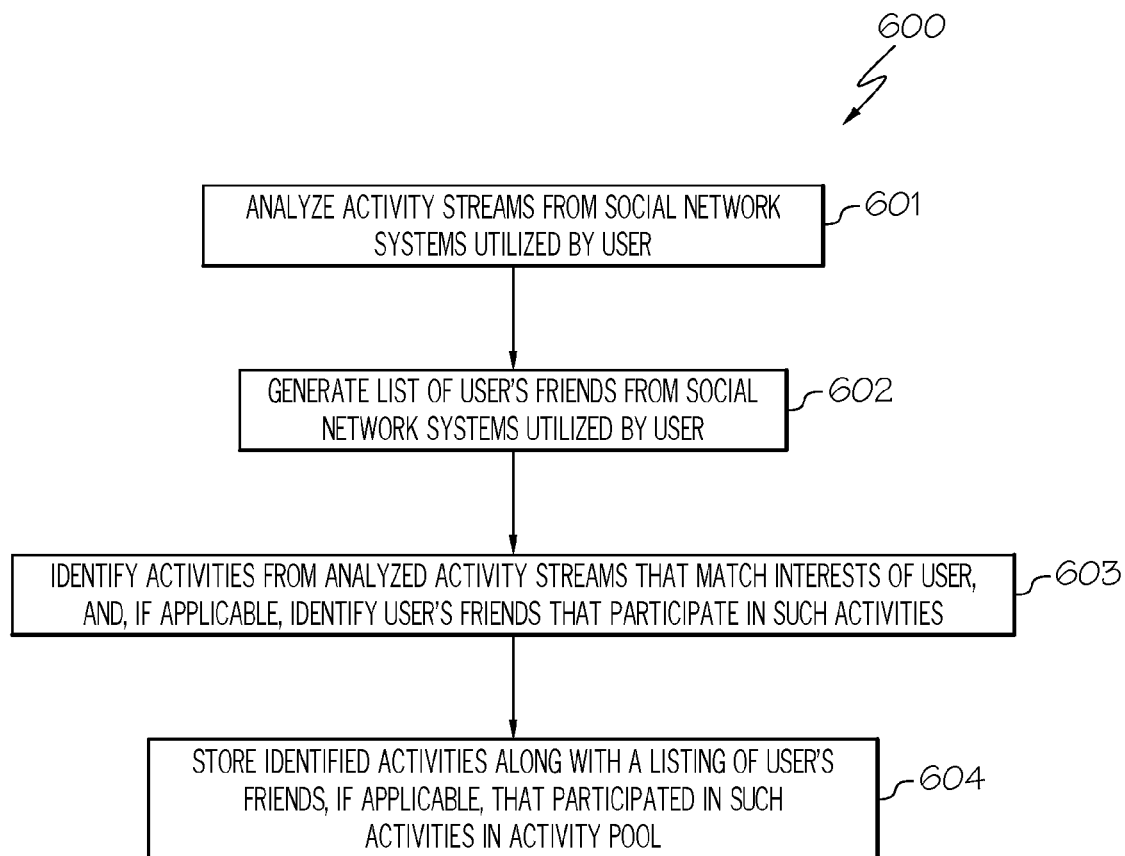 600
ANALYZE ACTIVITY STREAMS FROM SOCIAL NETWORK
SYSTEMS UTILIZED BY USER
601
GENERATE LIST OF USER'S FRIENDS FROM SOCIAL
NETWORK SYSTEMS UTILIZED BY USER
602
IDENTIFY ACTIVITIES FROM ANALYZED ACTIVITY STREAMS THAT MATCH INTERESTS OF USER,
AND, IF APPLICABLE, IDENTIFY USER'S FRIENDS THAT PARTICIPATE IN SUCH ACTIVITIES
603
STORE IDENTIFIED ACTIVITIES ALONG WITH A LISTING OF USER'S
FRIENDS, IF APPLICABLE, THAT PARTICIPATED IN SUCH
ACTIVITIES IN ACTIVITY POOL
604